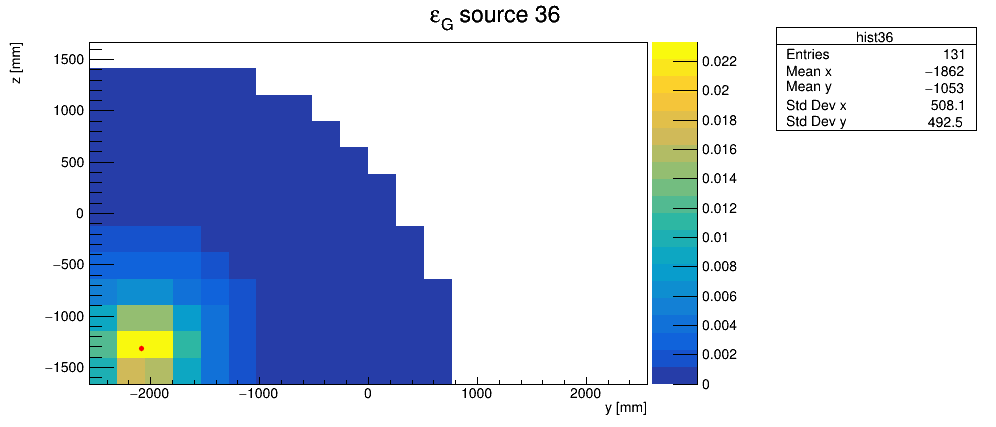 ε_G source 36
hist36
Entries 131
Mean x −1862
Mean y −1053
Std Dev x 508.1
Std Dev y 492.5
z [mm]
1500
1000
500
0
−500
−1000
−1500
−2000 −1000 0 1000 2000
y [mm]
0.022
0.02
0.018
0.016
0.014
0.012
0.01
0.008
0.006
0.004
0.002
0